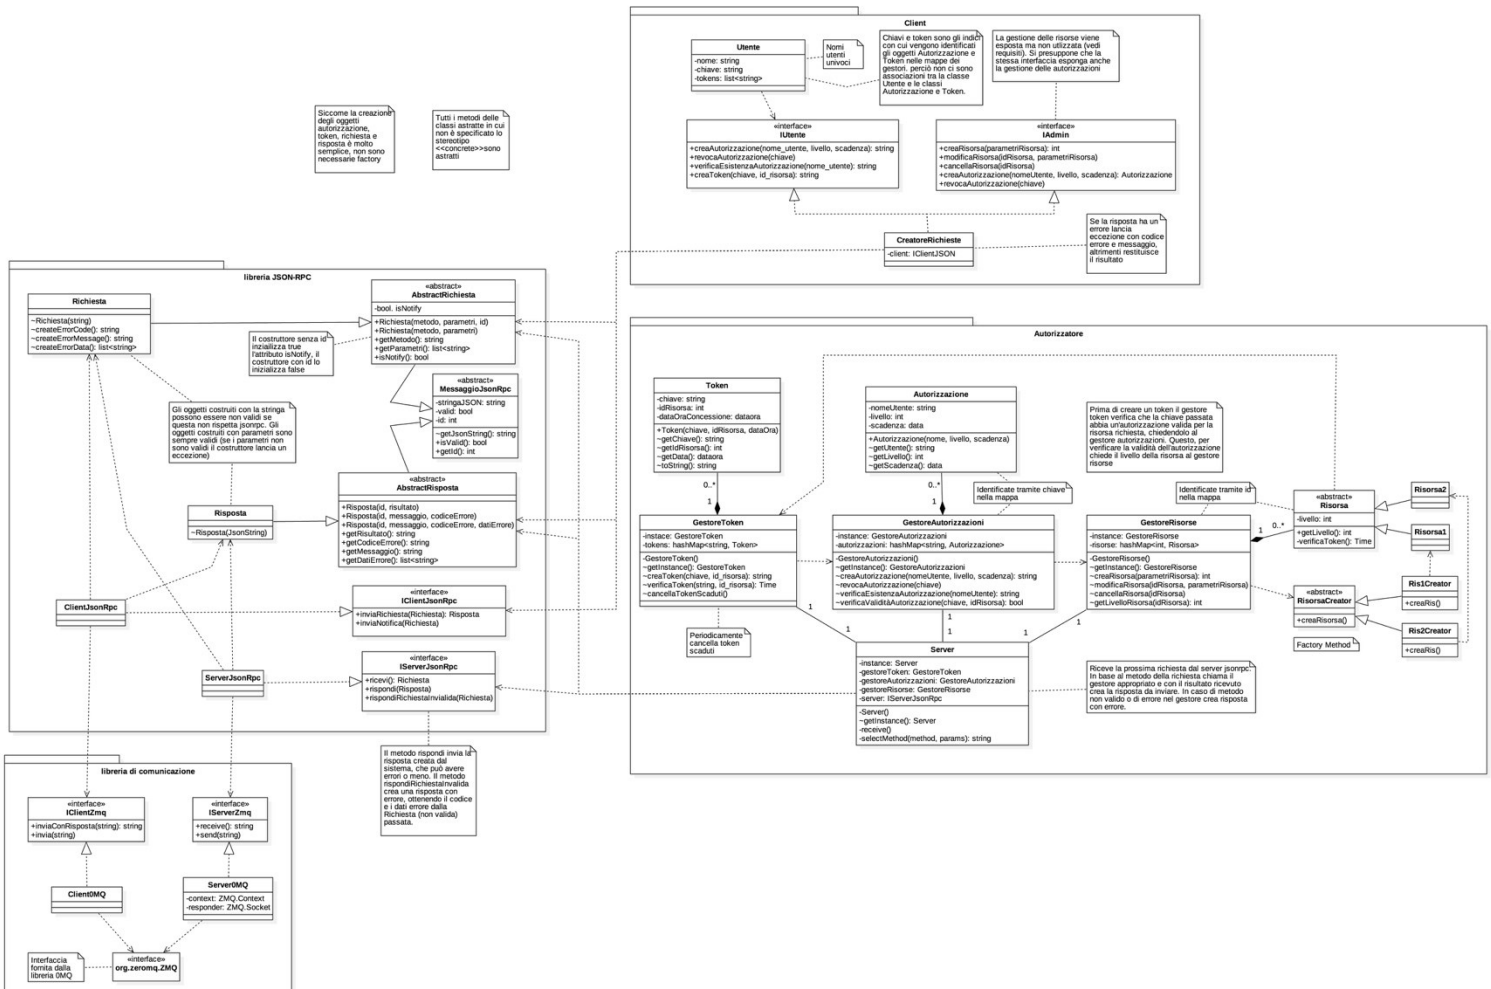 Siccome la creazione
degli oggetti
autorizzazione,
token, richiesta e
risposta è molto
semplice, non sono
necessarie factory
Tutti i metodi delle
classi astratte in cui
non è specificato lo
stereotipo
<<concrete>>sono
astratti
Client
Utente
-nome: string
-chiave: string
-tokens: list<string>
Nomi
utenti
univoci
Chiavi e token sono gli indici
con cui vengono identificati
gli oggetti Autorizzazione e
Token nelle mappe dei
gestori. perciò non ci sono
associazioni tra la classe
Utente e le classi
Autorizzazione e Token.
La gestione delle risorse viene
esposta ma non utlizzata (vedi
requisiti). Si presuppone che la
stessa interfaccia esponga anche
la gestione delle autorizzazioni
«interface»
IUtente
+creaAutorizzazione(nome_utente, livello, scadenza): string
+revocaAutorizzazione(chiave)
+verificaEsistenzaAutorizzazione(nome_utente): string
+creaToken(chiave, id_risorsa): string
«interface»
IAdmin
+creaRisorsa(parametriRisorsa): int
+modificaRisorsa(idRisorsa, parametriRisorsa)
+cancellaRisorsa(idRisorsa)
+creaAutorizzazione(nomeUtente, livello, scadenza): Autorizzazione
+revocaAutorizzazione(chiave)
CreatoreRichieste
-client: IClientJSON
Se la risposta ha un
errore lancia
eccezione con codice
errore e messaggio,
altrimenti restituisce
il risultato
libreria JSON-RPC
Richiesta
~Richiesta(string)
~createErrorCode(): string
~createErrorMessage(): string
~createErrorData(): list<string>
«abstract»
AbstractRichiesta
-bool. isNotify
+Richiesta(metodo, parametri, id)
+Richiesta(metodo, parametri)
+getMetodo(): string
+getParametri(): list<string>
+isNotify(): bool
Il costruttore senza id
inziailizza true
l'attributo isNotify, il
costruttore con id lo
inizializza false
«abstract»
MessaggioJsonRpc
-stringaJSON: string
-valid: bool
-id: int
~getJsonString(): string
+isValid(): bool
+getId(): int
Gli oggetti costruiti con la stringa
possono essere non validi se
questa non rispetta jsonrpc. Gli
oggetti costruiti con parametri sono
sempre validi (se i parametri non
sono validi il costruttore lancia un
eccezione)
Risposta
~Risposta(JsonString)
«abstract»
AbstractRisposta
+Risposta(id, risultato)
+Risposta(id, messaggio, codiceErrore)
+Risposta(id, messaggio, codiceErrore, datiErrore)
+getRisultato(): string
+getCodiceErrore(): string
+getMessaggio(): string
+getDatiErrore(): list<string>
ClientJsonRpc
«interface»
IClientJsonRpc
+inviaRichiesta(Richiesta): Risposta
+inviaNotifica(Richiesta)
ServerJsonRpc
«interface»
IServerJsonRpc
+ricevi(): Richiesta
+rispondi(Risposta)
+rispondiRichiestaInvialida(Richiesta)
Il metodo rispondi invia la
risposta creata dal
sistema, che può avere
errori o meno. Il metodo
rispondiRichiestaInvalida
crea una risposta con
errore, ottenendo il codice
e i dati errore dalla
Richiesta (non valida)
passata.
libreria di comunicazione
«interface»
IClientZmq
+inviaConRisposta(string): string
+invia(string)
«interface»
IServerZmq
+receive(): string
+send(string)
Client0MQ
Server0MQ
-context: ZMQ.Context
-responder: ZMQ.Socket
Interfaccia
fornita dalla
libreria 0MQ
«interface»
org.zeromq.ZMQ
Autorizzatore
Token
-chiave: string
-idRisorsa: int
-dataOraConcessione: dataora
+Token(chiave, idRisorsa, dataOra)
~getChiave(): string
~getIdRisorsa(): int
~getData(): dataora
~toString(): string
Autorizzazione
-nomeUtente: string
-livello: int
-scadenza: data
+Autorizzazione(nome, livello, scadenza)
~getUtente(): string
~getLivello(): int
~getScadenza(): data
Prima di creare un token il gestore
token verifica che la chiave passata
abbia un'autorizzazione valida per la
risorsa richiesta, chiedendolo al
gestore autorizzazioni. Questo, per
verificare la validità dell'autorizzazione
chiede il livello della risorsa al gestore
risorse
0..*
1
0..*
1
Identificate tramite chiave
nella mappa
Identificate tramite id
nella mappa
GestoreToken
-instace: GestoreToken
-tokens: hashMap<string, Token>
-GestoreToken()
~getInstance(): GestoreToken
~creaToken(chiave, id_risorsa): string
~verificaToken(string, id_risorsa): Time
~cancellaTokenScaduti()
GestoreAutorizzazioni
-instance: GestoreAutorizzazioni
-autorizzazioni: hashMap<string, Autorizzazione>
-GestoreAutorizzazioni()
~getInstance(): GestoreAutorizzazioni
~creaAutorizzazione(nomeUtente, livello, scadenza): string
~revocaAutorizzazione(chiave)
~verificaEsistenzaAutorizzazione(nomeUtente): string
~verificaValiditàAutorizzazione(chiave, idRisorsa): bool
GestoreRisorse
-instance: GestoreRisorse
-risorse: hashMap<int, Risorsa>
-GestoreRisorse()
~getInstance(): GestoreRisorse
~creaRisorsa(parametriRisorsa): int
~modificaRisorsa(idRisorsa, parametriRisorsa)
~cancellaRisorsa(idRisorsa)
~getLivelloRisorsa(idRisorsa): int
1
0..*
«abstract»
Risorsa
-livello: int
+getLivello(): int
-verificaToken(): Time
Risorsa2
Risorsa1
«abstract»
RisorsaCreator
+creaRisorsa()
Ris1Creator
+creaRis()
Ris2Creator
+creaRis()
Factory Method
Periodicamente
cancella token
scaduti
1
1
1
1
1
1
Server
-instance: Server
-gestoreToken: GestoreToken
-gestoreAutorizzazioni: GestoreAutorizzazioni
-gestoreRisorse: GestoreRisorse
-server: IServerJsonRpc
-Server()
~getInstance(): Server
-receive()
-selectMethod(method, params): string
Riceve la prossima richiesta dal server jsonrpc.
In base al metodo della richiesta chiama il
gestore appropriato e con il risultato ricevuto
crea la risposta da inviare. In caso di metodo
non valido o di errore nel gestore crea risposta
con errore.